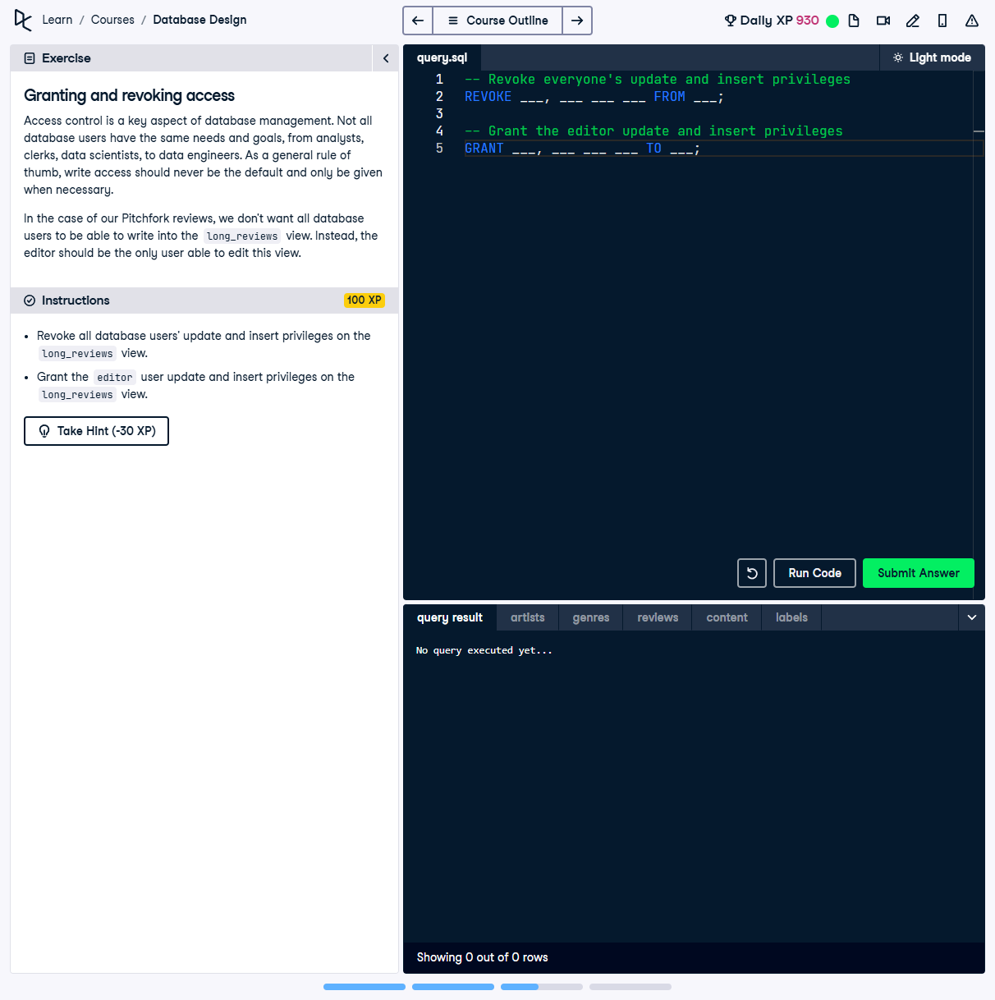 Learn / Courses / Database Design
Course Outline
Daily XP 930
Exercise
Granting and revoking access
Access control is a key aspect of database management. Not all
database users have the same needs and goals, from analysts,
clerks, data scientists, to data engineers. As a general rule of
thumb, write access should never be the default and only be given
when necessary.
In the case of our Pitchfork reviews, we don't want all database
users to be able to write into the long_reviews view. Instead, the
editor should be the only user able to edit this view.
Instructions
100 XP
• Revoke all database users' update and insert privileges on the
long_reviews view.
• Grant the editor user update and insert privileges on the
long_reviews view.
Take Hint (-30 XP)
query.sql
Light mode
1 -- Revoke everyone's update and insert privileges
2 REVOKE ___, ___ ___ ___ FROM ___;
3
4 -- Grant the editor update and insert privileges
5 GRANT ___, ___ ___ ___ TO ___;
Run Code
Submit Answer
query result artists genres reviews content labels
No query executed yet...
Showing 0 out of 0 rows